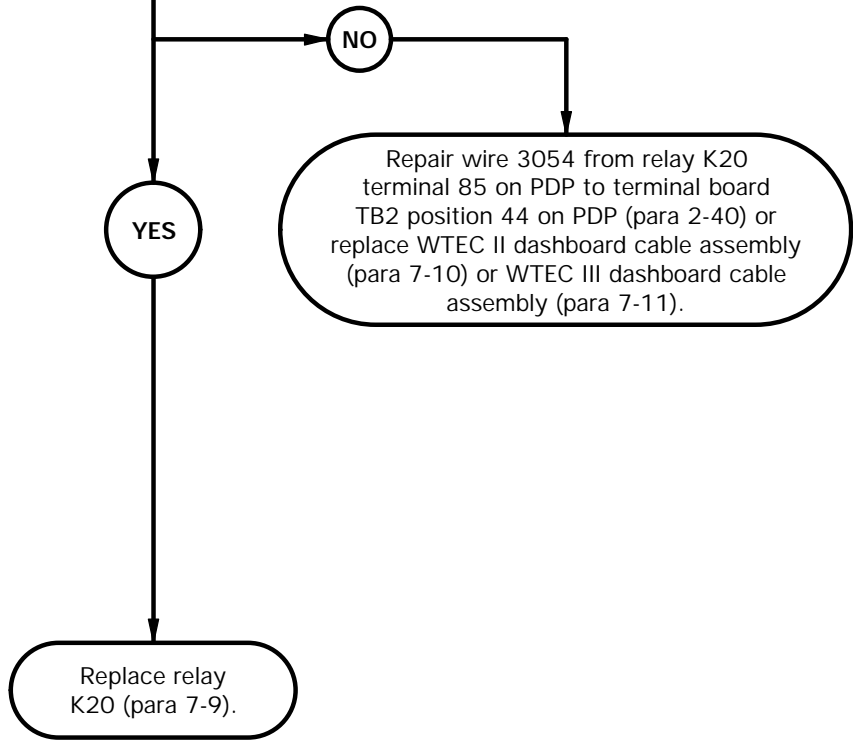 NO
Repair wire 3054 from relay K20
terminal 85 on PDP to terminal board
TB2 position 44 on PDP (para 2-40) or
replace WTEC II dashboard cable assembly
(para 7-10) or WTEC III dashboard cable
assembly (para 7-11).
YES
Replace relay
K20 (para 7-9).